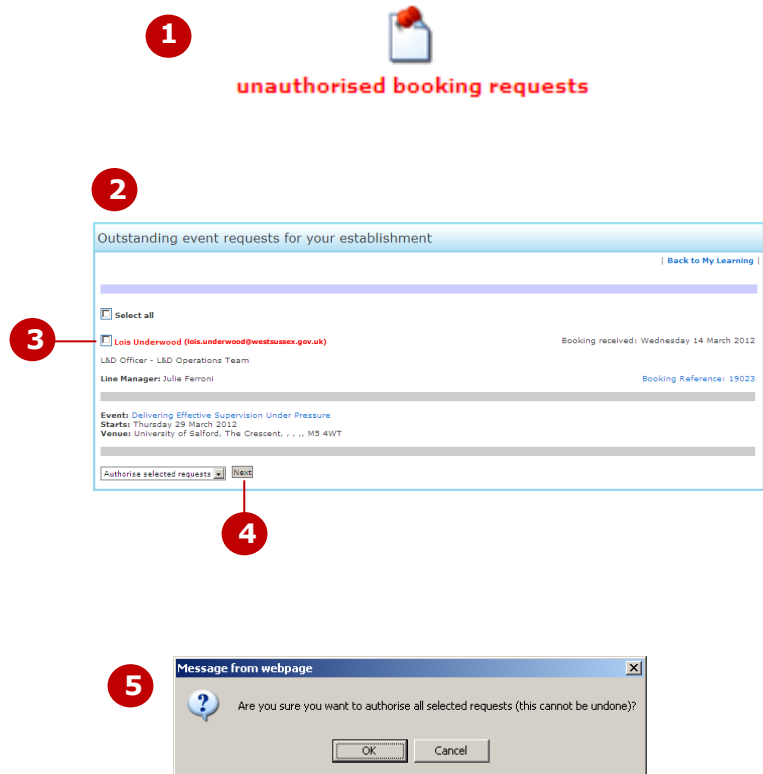 1
unauthorised booking requests
2
Outstanding event requests for your establishment
| Back to My Learning |
Select all
3
Lois Underwood (lois.underwood@westsussex.gov.uk) Booking received: Wednesday 14 March 2012
L&D Officer - L&D Operations Team
Line Manager: Julie Ferroni Booking Reference: 19023
Event: Delivering Effective Supervision Under Pressure
Starts: Thursday 29 March 2012
Venue: University of Salford, The Crescent, , , ,, M5 4WT
Authorise selected requests Next
4
Message from webpage
5
Are you sure you want to authorise all selected requests (this cannot be undone)?
OK Cancel